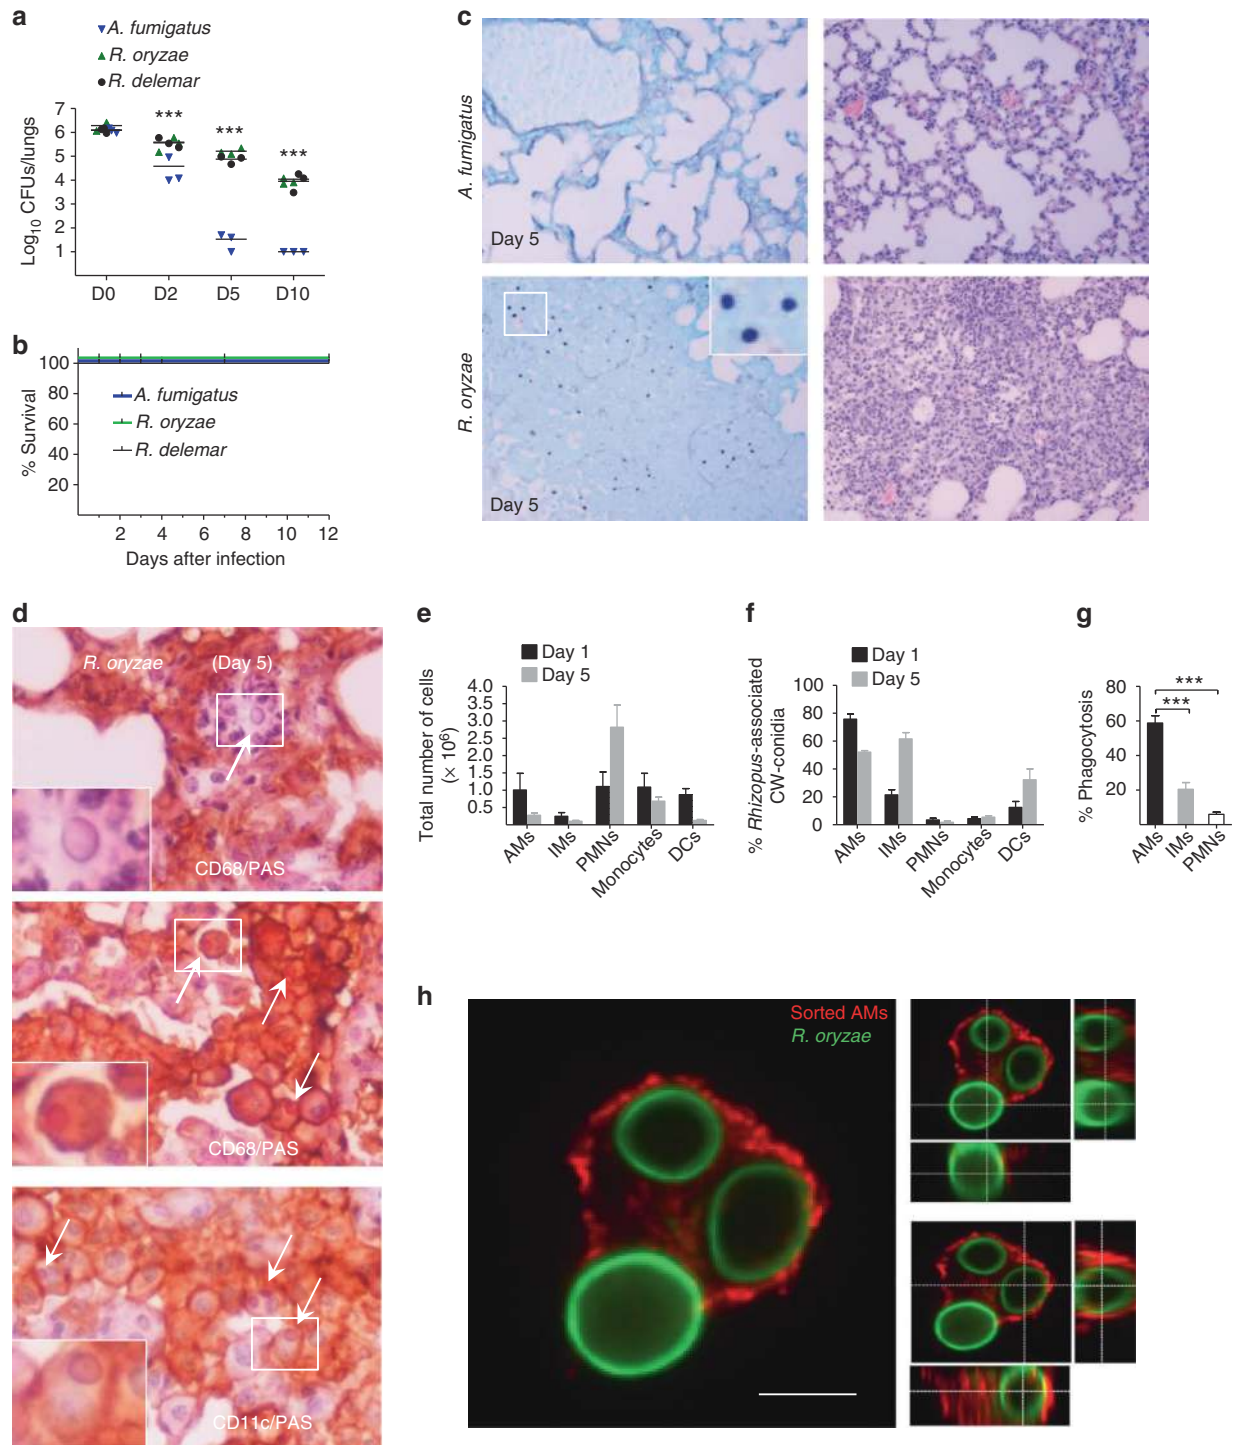 a
A. fumigatus
R. oryzae
R. delemar
Log10 CFUs/lungs
7
6
5
4
3
2
1
***
***
***
D0 D2 D5 D10
b
% Survival
100
80
60
40
20
A. fumigatus
R. oryzae
R. delemar
2 4 6 8 10 12
Days after infection
c
A. fumigatus
Day 5
R. oryzae
Day 5
d
R. oryzae (Day 5)
CD68/PAS
CD68/PAS
CD11c/PAS
e
Day 1
Day 5
Total number of cells
(× 10⁶)
4.0
3.5
3.0
2.5
2.0
1.5
1.0
0.5
AMs IMs PMNs Monocytes DCs
f
Day 1
Day 5
% Rhizopus-associated
CW-conidia
100
80
60
40
20
0
AMs IMs PMNs Monocytes DCs
g
% Phagocytosis
80
60
40
20
***
***
AMs IMs PMNs
h
Sorted AMs
R. oryzae